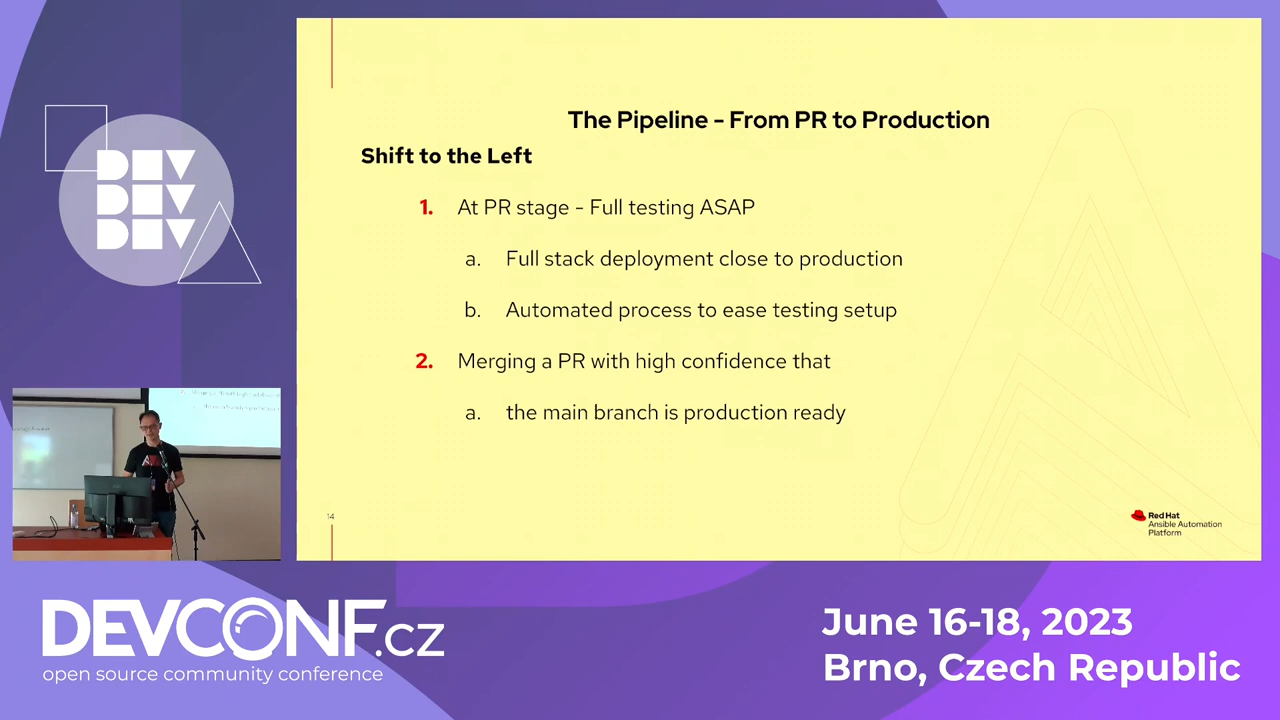 DEV
DEV
DEV
The Pipeline - From PR to Production
Shift to the Left
1. At PR stage - Full testing ASAP
a. Full stack deployment close to production
b. Automated process to ease testing setup
2. Merging a PR with high confidence that
a. the main branch is production ready
14
Red Hat
Ansible Automation
Platform
DEVCONF.cz
open source community conference
June 16-18, 2023
Brno, Czech Republic